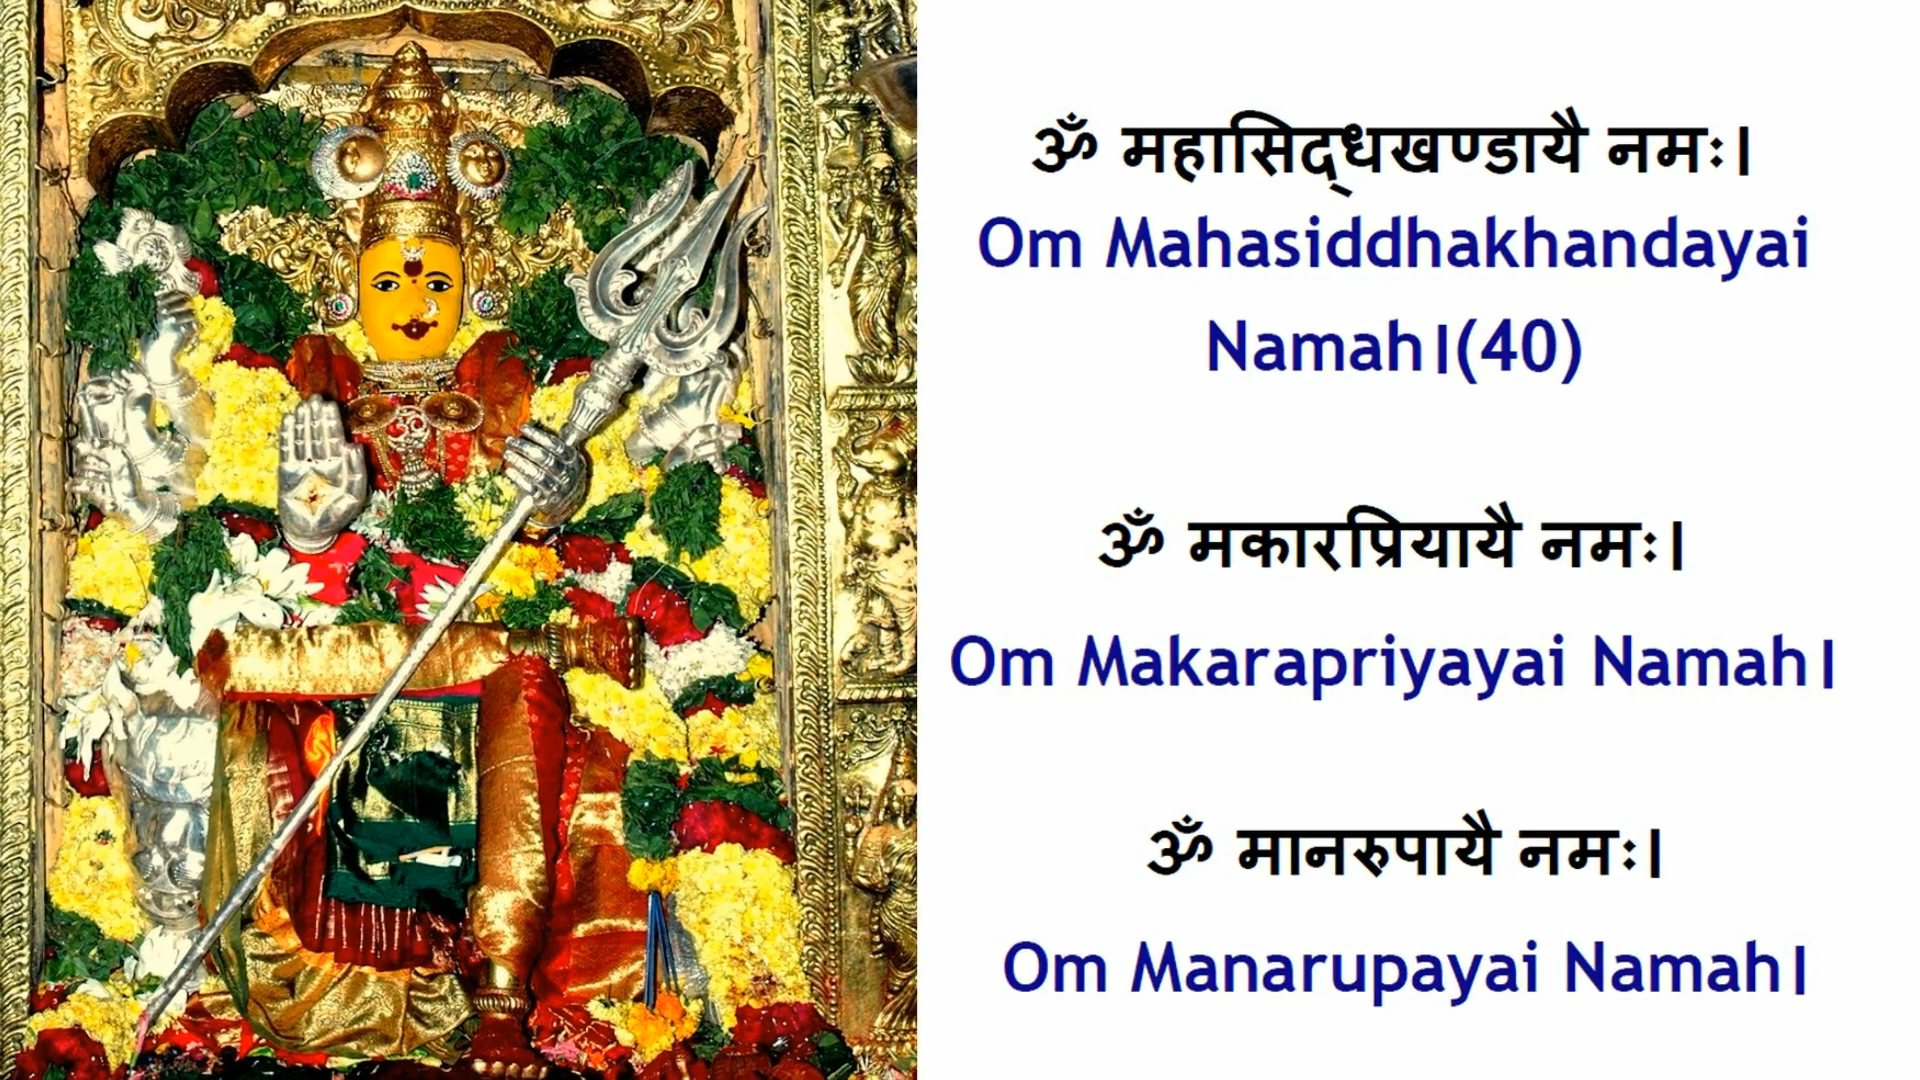 ॐ महासिद्धखण्डायै नमः।
Om Mahasiddhakhandayai
Namah।(40)
ॐ मकारप्रियायै नमः।
Om Makarapriyayai Namah।
ॐ मानरुपायै नमः।
Om Manarupayai Namah।